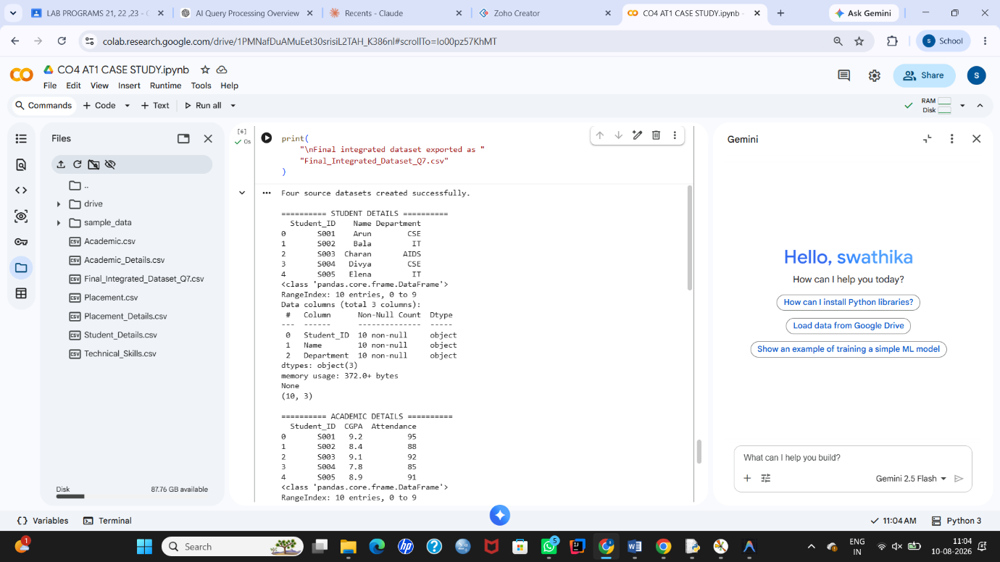 LAB PROGRAMS 21, 22 ,23 - 
AI Query Processing Overview
Recents - Claude
Zoho Creator
CO4 AT1 CASE STUDY.ipynb -
Ask Gemini
colab.research.google.com/drive/1PMNafDuAMuEet30srisiL2TAH_K386nl#scrollTo=Io00pz57KhMT
S School
CO4 AT1 CASE STUDY.ipynb
File Edit View Insert Runtime Tools Help
Share
S
Commands + Code + Text Run all
RAM
Disk
Files
..
drive
sample_data
Academic.csv
Academic_Details.csv
Final_Integrated_Dataset_Q7.csv
Placement.csv
Placement_Details.csv
Student_Details.csv
Technical_Skills.csv
Disk 87.76 GB available
[6]
0s
print(
"\nFinal integrated dataset exported as "
"Final_Integrated_Dataset_Q7.csv"
)
Four source datasets created successfully.
========== STUDENT DETAILS ==========
Student_ID Name Department
0 S001 Arun CSE
1 S002 Bala IT
2 S003 Charan AIDS
3 S004 Divya CSE
4 S005 Elena IT
<class 'pandas.core.frame.DataFrame'>
RangeIndex: 10 entries, 0 to 9
Data columns (total 3 columns):
# Column Non-Null Count Dtype
--- ------ -------------- -----
0 Student_ID 10 non-null object
1 Name 10 non-null object
2 Department 10 non-null object
dtypes: object(3)
memory usage: 372.0+ bytes
None
(10, 3)
========== ACADEMIC DETAILS ==========
Student_ID CGPA Attendance
0 S001 9.2 95
1 S002 8.4 88
2 S003 9.1 92
3 S004 7.8 85
4 S005 8.9 91
<class 'pandas.core.frame.DataFrame'>
RangeIndex: 10 entries, 0 to 9
Gemini
Hello, swathika
How can I help you today?
How can I install Python libraries?
Load data from Google Drive
Show an example of training a simple ML model
What can I help you build?
Gemini 2.5 Flash
Variables Terminal
11:04 AM Python 3
1
Search
5
ENG
IN
11:04
10-08-2026